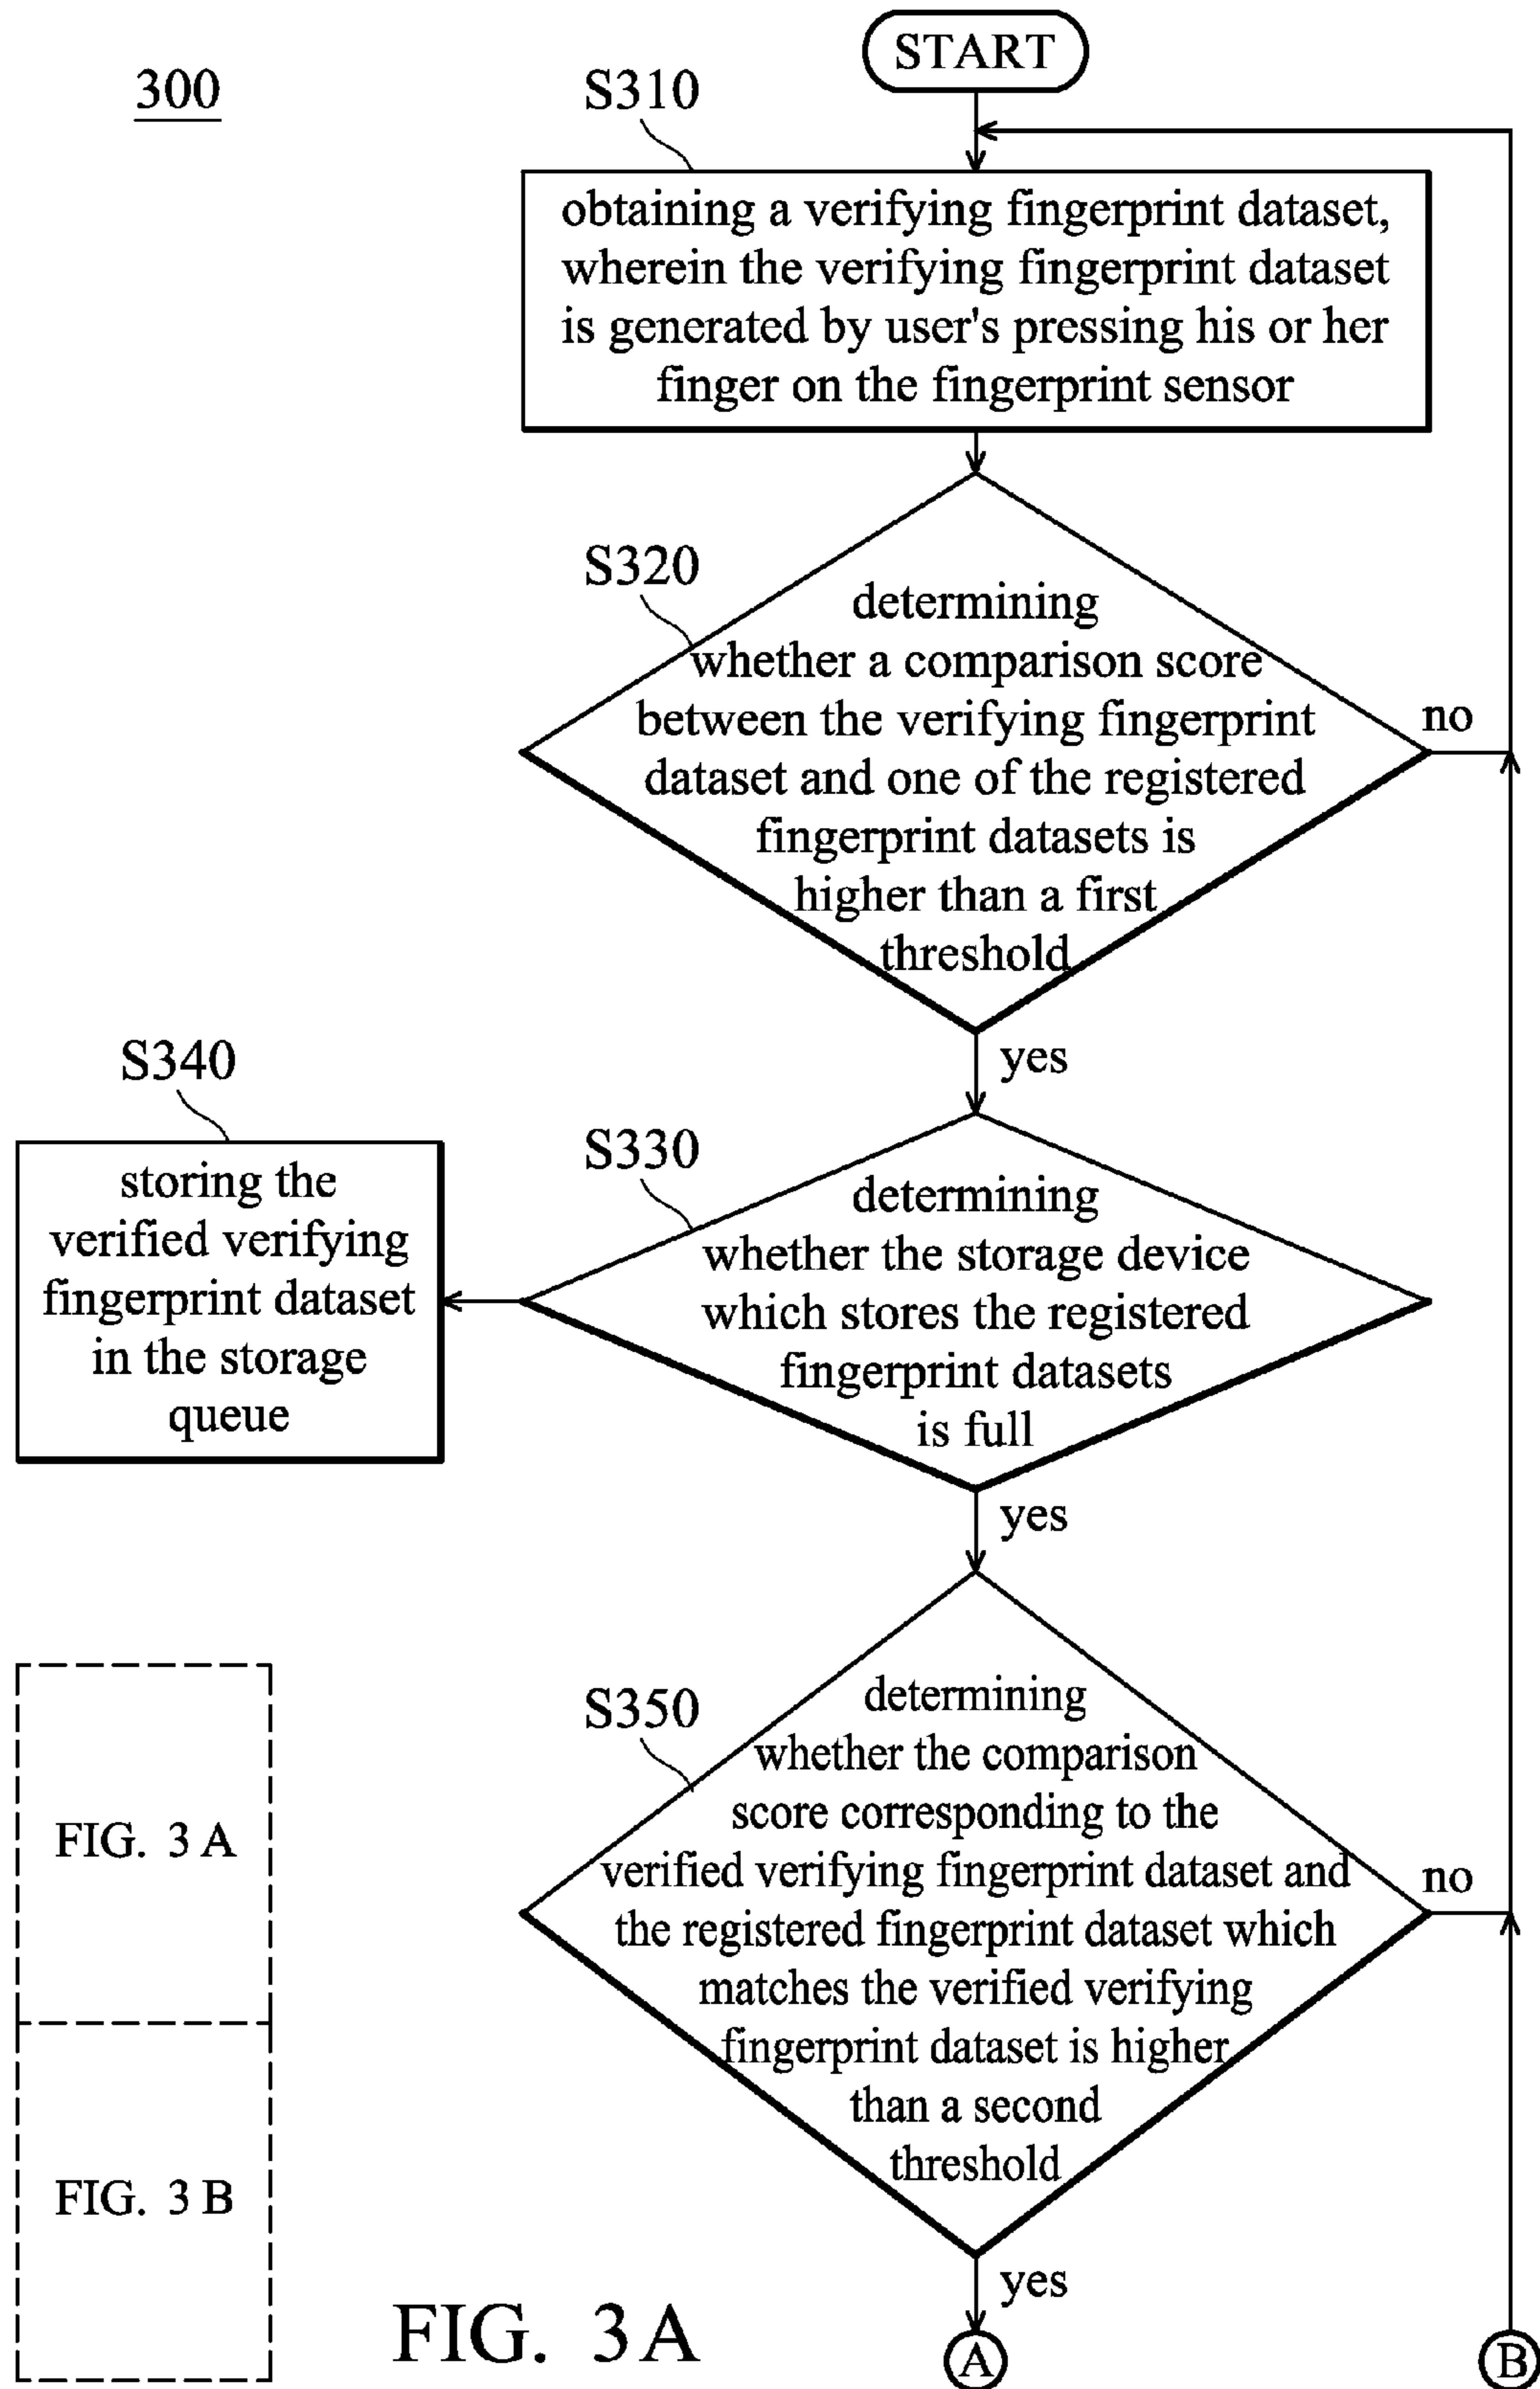 300
START
S310
obtaining a verifying fingerprint dataset,
wherein the verifying fingerprint dataset
is generated by user's pressing his or her
finger on the fingerprint sensor
S320
determining
whether a comparison score
between the verifying fingerprint
dataset and one of the registered
fingerprint datasets is
higher than a first
threshold
no
yes
S340
storing the
verified verifying
fingerprint dataset
in the storage
queue
S330
determining
whether the storage device
which stores the registered
fingerprint datasets
is full
yes
S350
determining
whether the comparison
score corresponding to the
verified verifying fingerprint dataset and
the registered fingerprint dataset which
matches the verified verifying
fingerprint dataset is higher
than a second
threshold
no
yes
A
B
FIG. 3 A
FIG. 3 B
FIG. 3A